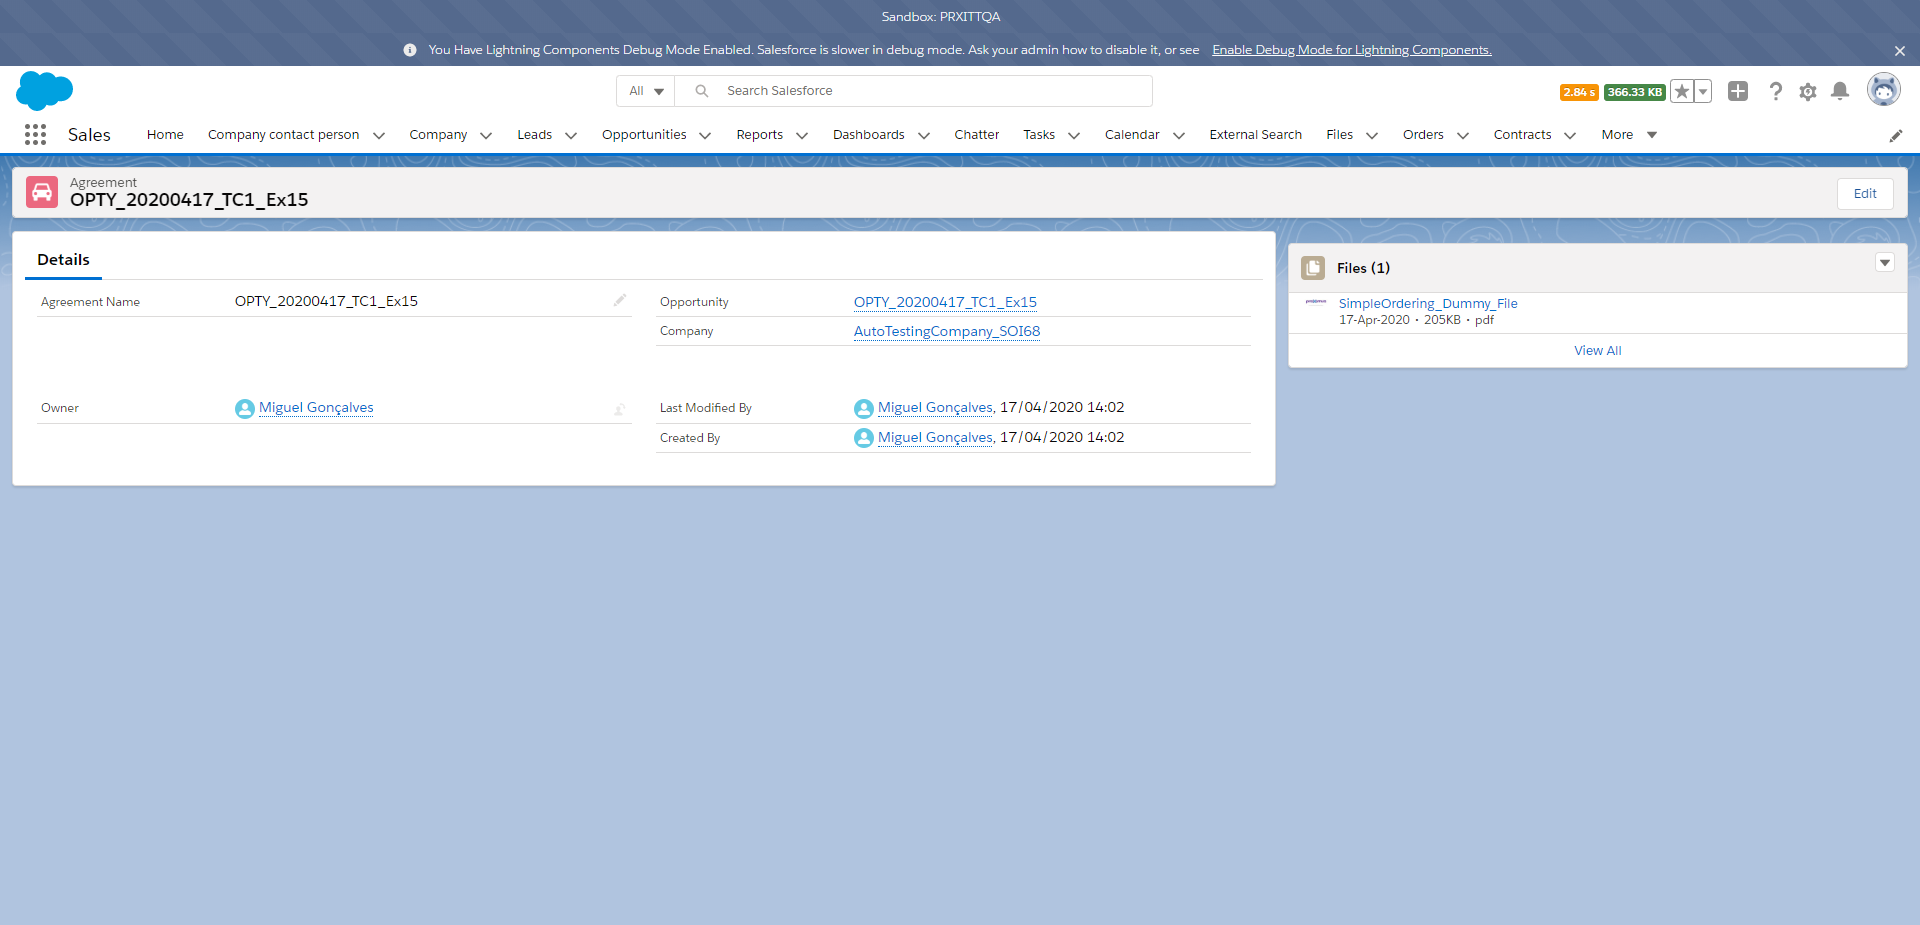 Sandbox: PRXITTQA
You Have Lightning Components Debug Mode Enabled. Salesforce is slower in debug mode. Ask your admin how to disable it, or see Enable Debug Mode for Lightning Components.
All Search Salesforce 2.84 s 366.33 KB
Sales Home Company contact person Company Leads Opportunities Reports Dashboards Chatter Tasks Calendar External Search Files Orders Contracts More
Agreement
OPTY_20200417_TC1_Ex15
Edit
Details
Agreement Name OPTY_20200417_TC1_Ex15
Opportunity OPTY_20200417_TC1_Ex15
Company AutoTestingCompany_SOI68
Owner Miguel Gonçalves
Last Modified By Miguel Gonçalves, 17/04/2020 14:02
Created By Miguel Gonçalves, 17/04/2020 14:02
Files (1)
SimpleOrdering_Dummy_File
17-Apr-2020 • 205KB • pdf
View All